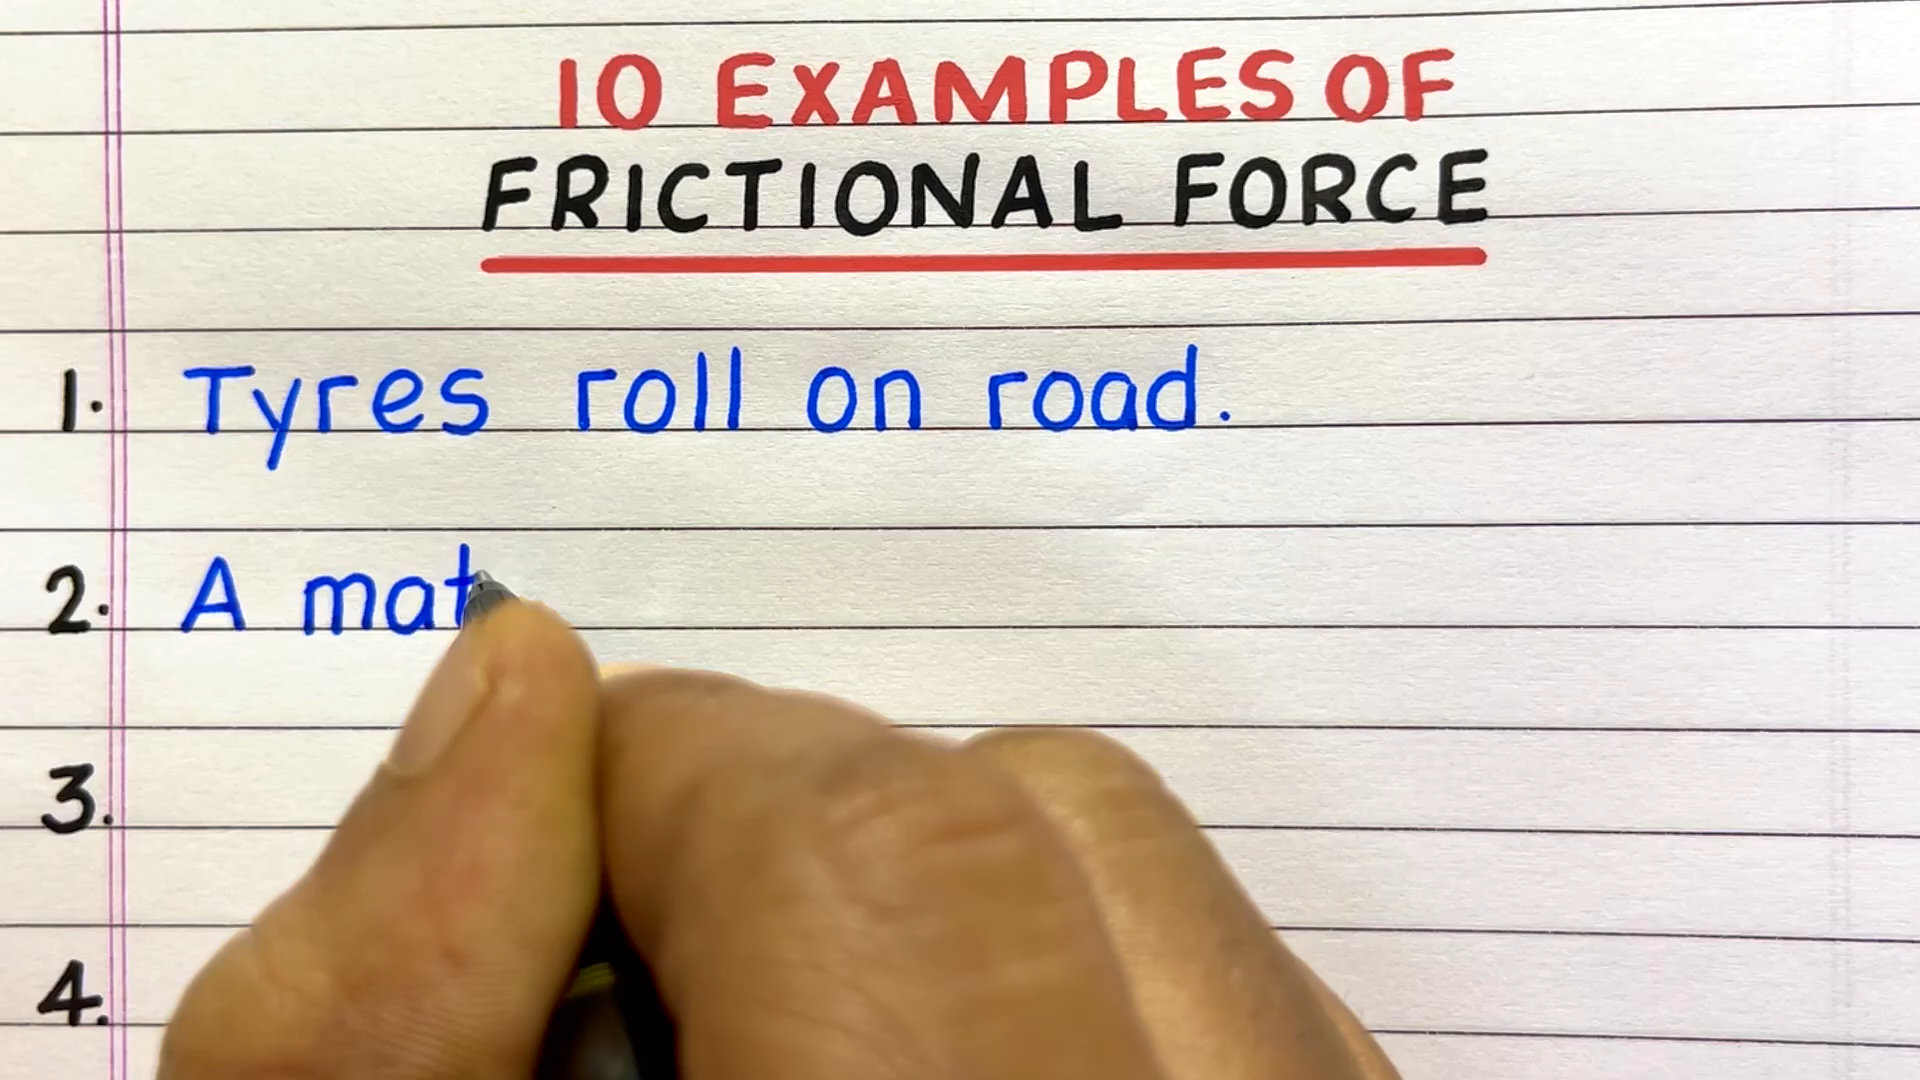 10 EXAMPLES OF
FRICTIONAL FORCE
1. Tyres roll on road.
2. A mat
3.
4.